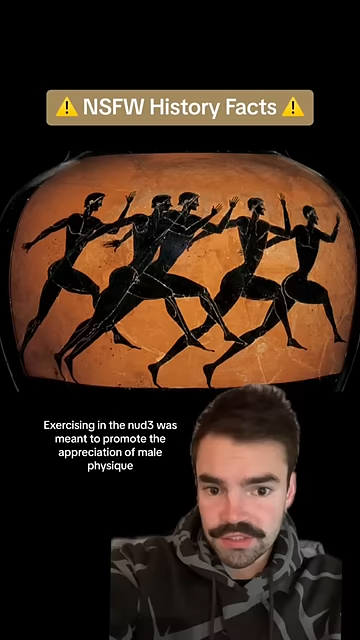 ⚠️ NSFW History Facts ⚠️
Exercising in the nud3 was
meant to promote the
appreciation of male
physique